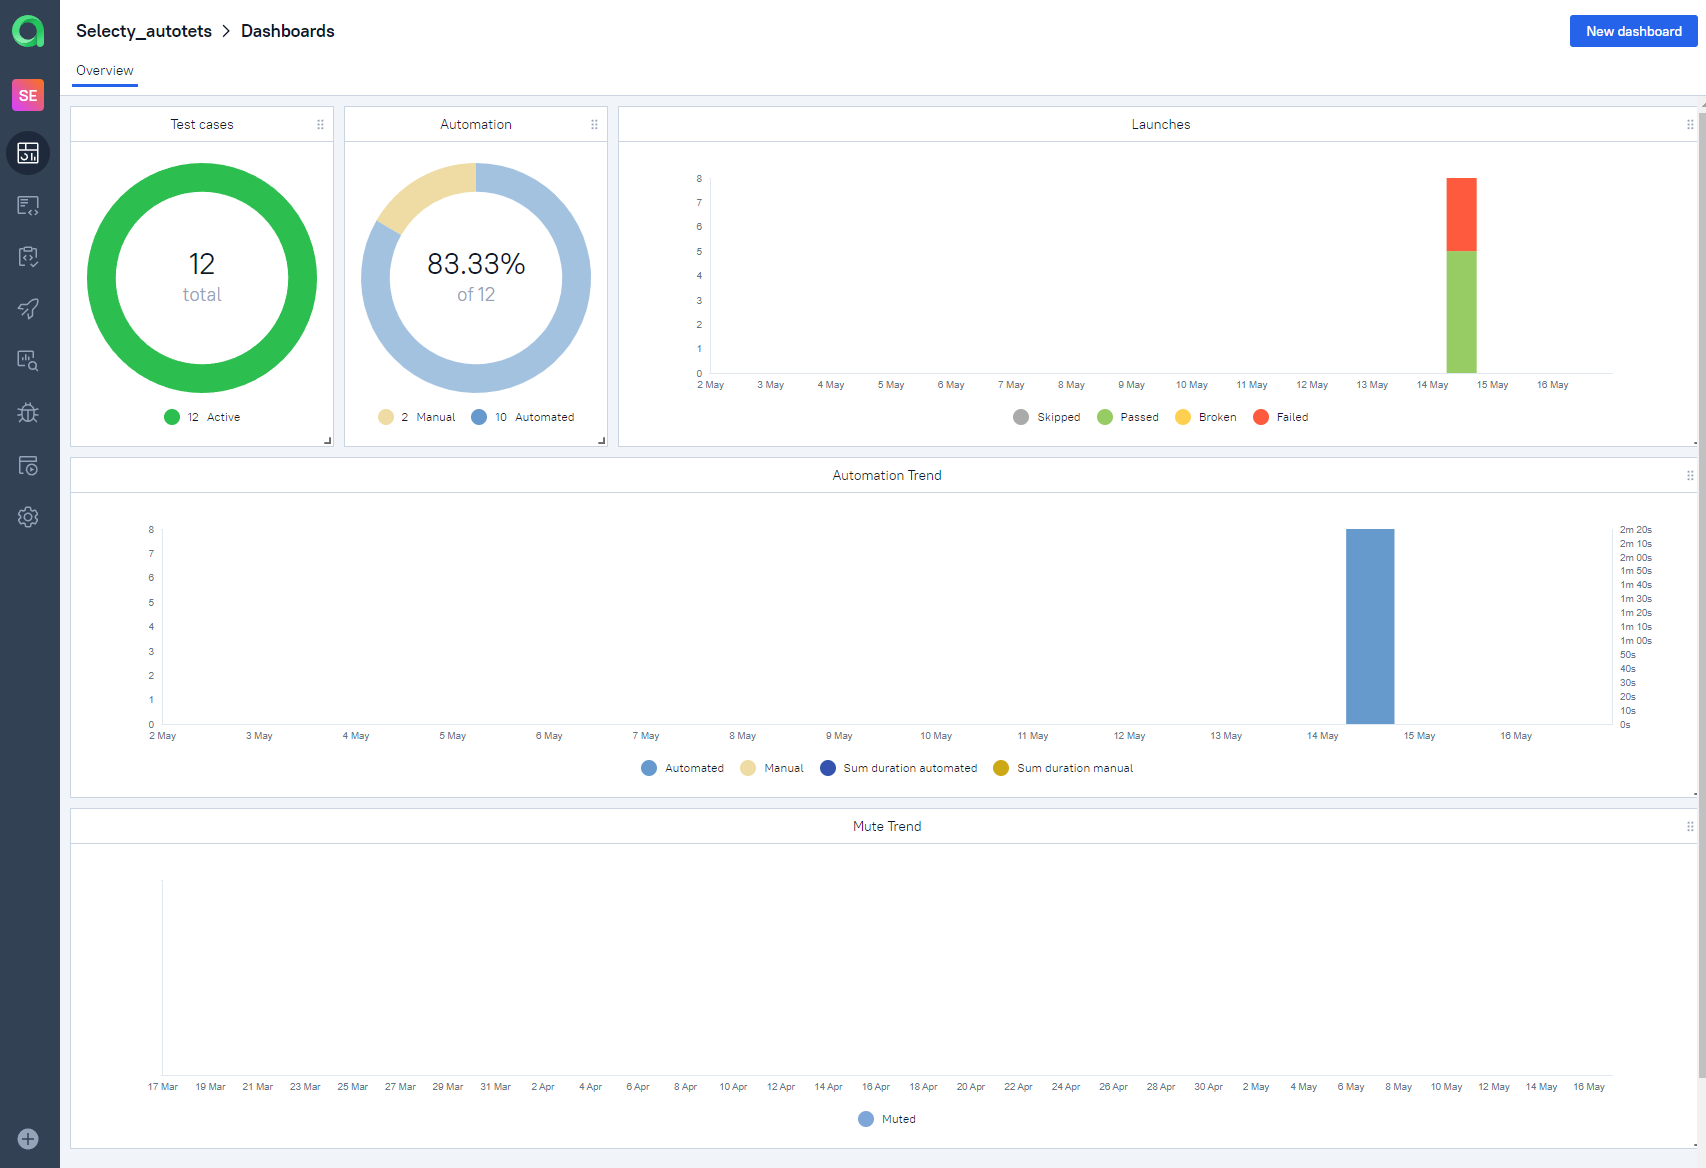 Selecty_autotets > Dashboards
New dashboard
Overview
SE
Test cases
12
total
12 Active
Automation
83.33%
of 12
2 Manual 10 Automated
Launches
8
7
6
5
4
3
2
1
0
2 May 3 May 4 May 5 May 6 May 7 May 8 May 9 May 10 May 11 May 12 May 13 May 14 May 15 May 16 May
Skipped Passed Broken Failed
Automation Trend
8
7
6
5
4
3
2
1
0
2m 20s
2m 10s
2m 00s
1m 50s
1m 40s
1m 30s
1m 20s
1m 10s
1m 00s
50s
40s
30s
20s
10s
0s
2 May 3 May 4 May 5 May 6 May 7 May 8 May 9 May 10 May 11 May 12 May 13 May 14 May 15 May 16 May
Automated Manual Sum duration automated Sum duration manual
Mute Trend
17 Mar 19 Mar 21 Mar 23 Mar 25 Mar 27 Mar 29 Mar 31 Mar 2 Apr 4 Apr 6 Apr 8 Apr 10 Apr 12 Apr 14 Apr 16 Apr 18 Apr 20 Apr 22 Apr 24 Apr 26 Apr 28 Apr 30 Apr 2 May 4 May 6 May 8 May 10 May 12 May 14 May 16 May
Muted